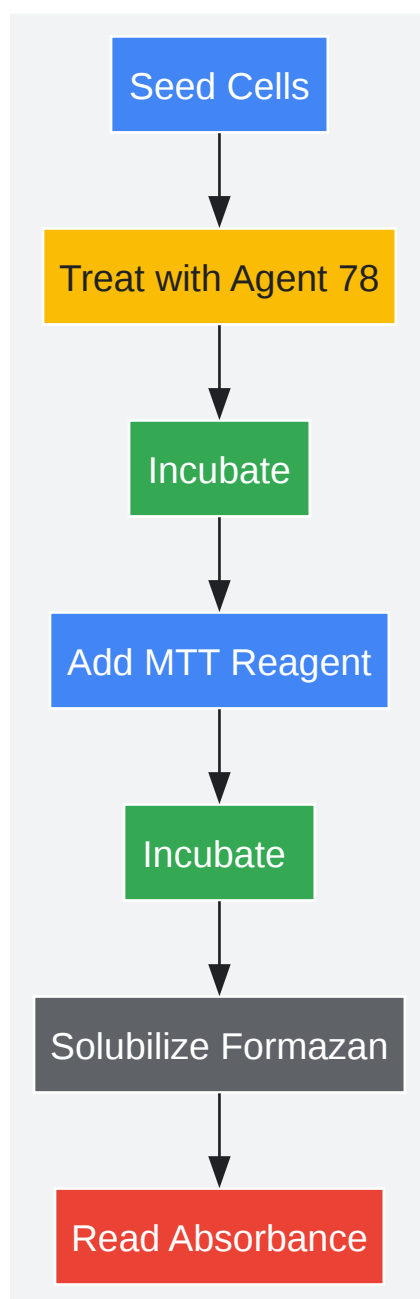 Seed Cells
Treat with Agent 78
Incubate
Add MTT Reagent
Incubate
Solubilize Formazan
Read Absorbance